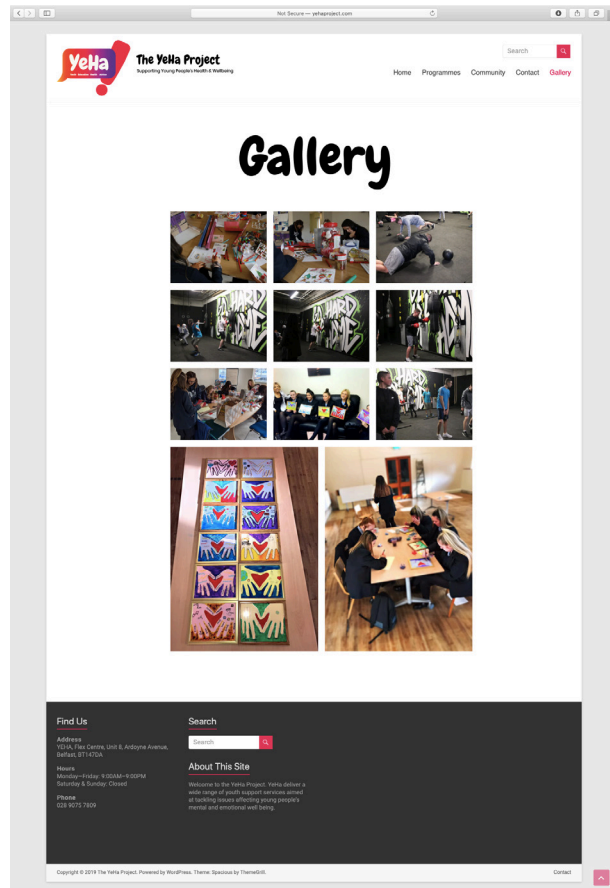 Not Secure — yehaproject.com
YeHa
The YeHa Project
Supporting Young People's Health & Wellbeing
Search
Home Programmes Community Contact Gallery
Gallery
GO HARD
HOME
Find Us
Address
YEHA, Flex Centre, Unit 8, Ardoyne Avenue,
Belfast, BT147DA
Hours
Monday—Friday: 9:00AM–9:00PM
Saturday & Sunday: Closed
Phone
028 9075 7809
Search
Search
About This Site
Welcome to the YeHa Project. YeHa deliver a
wide range of youth support services aimed
at tackling issues affecting young people's
mental and emotional well being.
Copyright © 2019 The YeHa Project. Powered by WordPress. Theme: Spacious by ThemeGrill.
Contact